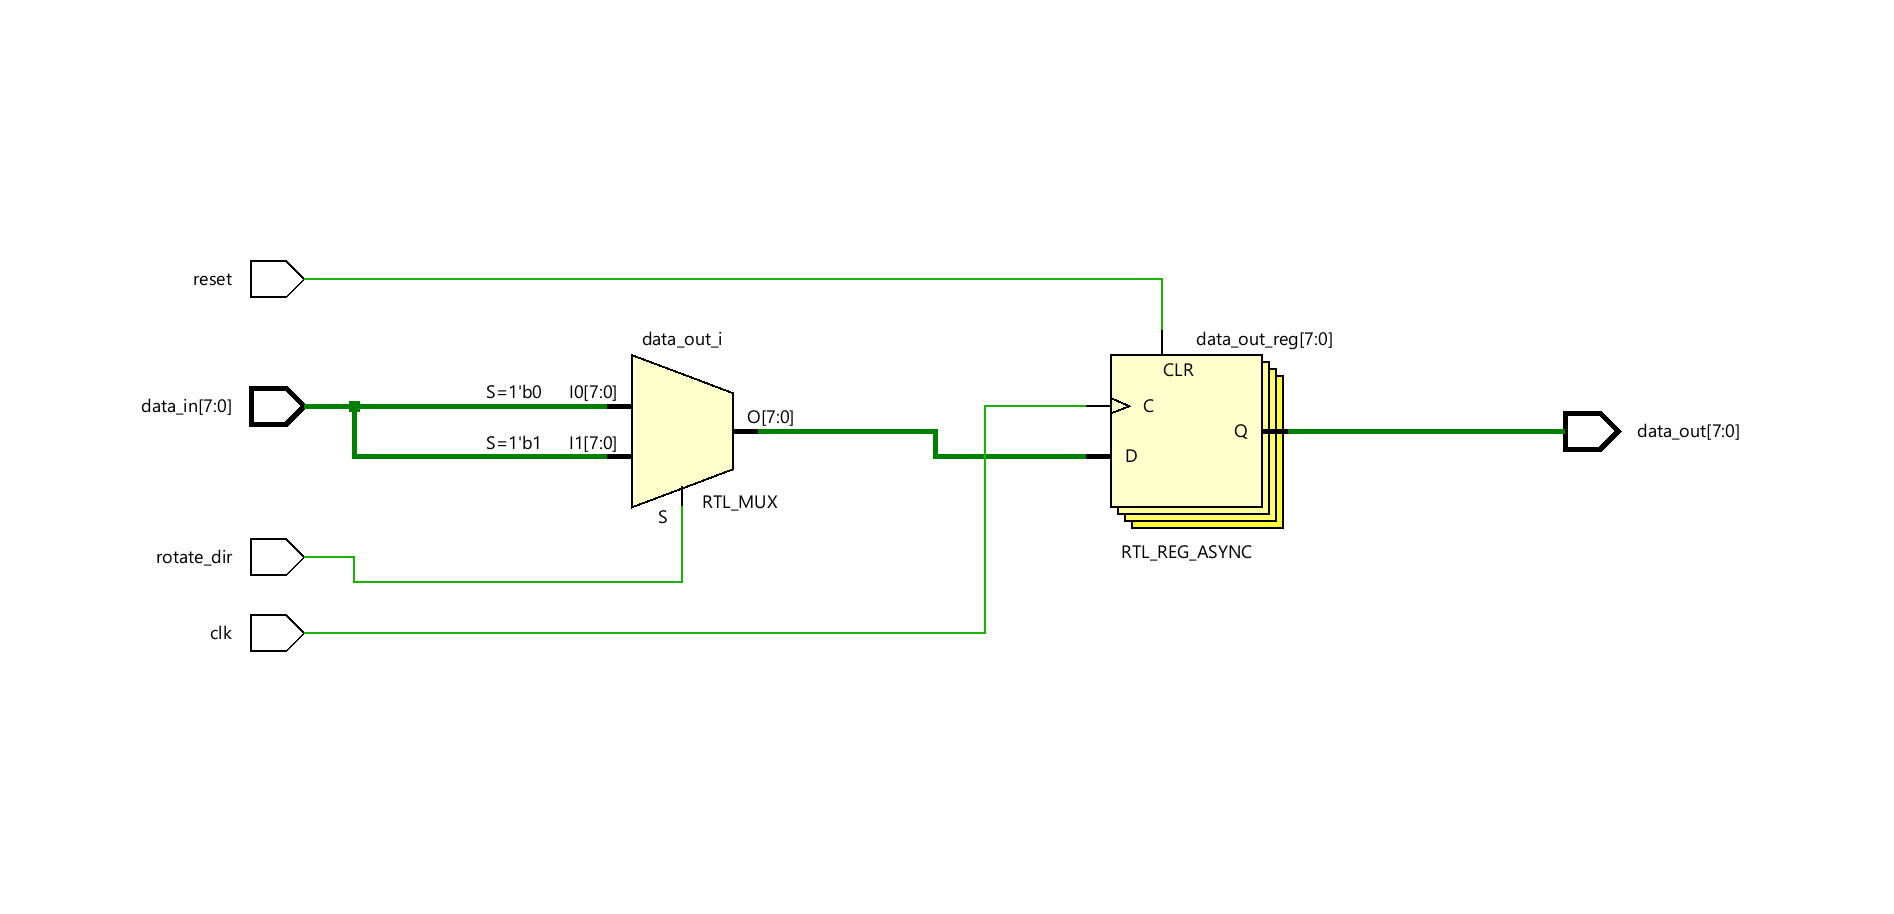 reset
data_out_i
data_out_reg[7:0]
CLR
data_in[7:0]
S=1'b0
I0[7:0]
C
O[7:0]
Q
data_out[7:0]
S=1'b1
I1[7:0]
D
RTL_MUX
S
RTL_REG_ASYNC
rotate_dir
clk